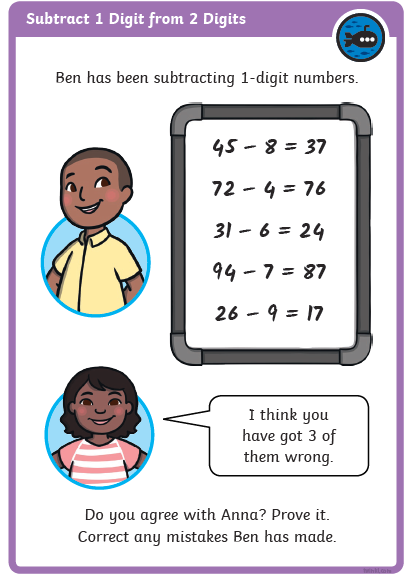 Subtract 1 Digit from 2 Digits
Ben has been subtracting 1-digit numbers.
45 – 8 = 37
72 – 4 = 76
31 – 6 = 24
94 – 7 = 87
26 – 9 = 17
I think you
have got 3 of
them wrong.
Do you agree with Anna? Prove it.
Correct any mistakes Ben has made.